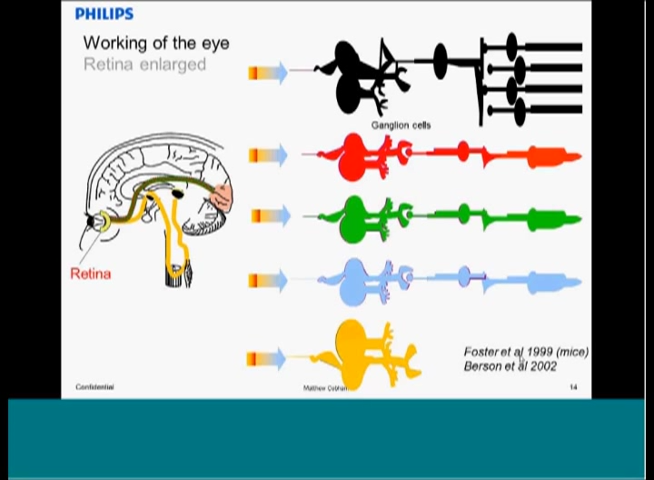 PHILIPS
Working of the eye
Retina enlarged
Ganglion cells
Retina
Foster et al 1999 (mice)
Berson et al 2002
Confidential
Matthew
14